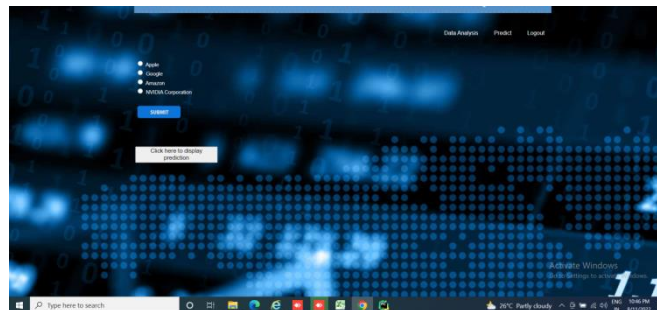 Data Analysis Predict Logout
Apple
Google
Amazon
NVIDIA Corporation
SUBMIT
Click here to display
prediction
Activate Windows
Type here to search
26°C Partly cloudy
ENG 10:46 PM
IN